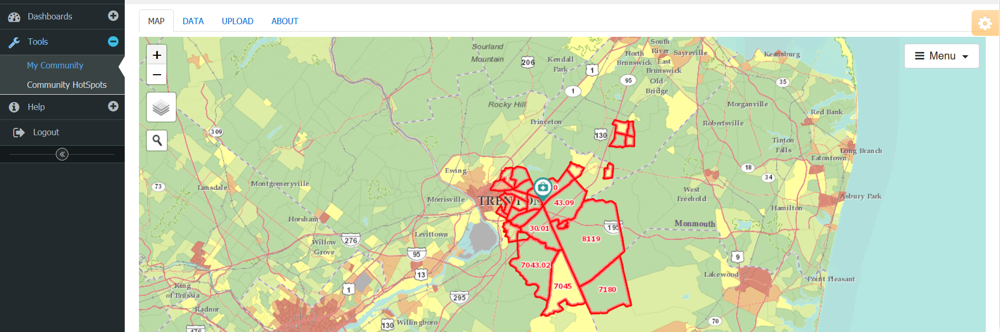 Dashboards
Tools
My Community
Community HotSpots
Help
Logout
MAP
DATA
UPLOAD
ABOUT
+
−
Menu
Sourland
Mountain
206
Kendall
Park
1
North
Brunswick
South
River
Sayreville
East
Brunswick
Old
Bridge
Keansburg
95
1
35
Rocky Hill
Morganville
Red Bank
Princeton
Robertsville
309
130
Tinton
Falls
Long Branch
Eatontown
18
34
Ewing
73
Lansdale
Montgomeryville
Morrisville
TRENTON
43.09
West
Freehold
Asbury Park
Hamilton
Horsham
Monmouth
Levittown
30.01
195
8119
Willow
Grove
276
95
9
7043.02
13
Lakewood
Point Pleasant
King
of Prussia
1
7045
7180
295
Radnor
130
Willingboro
70
476